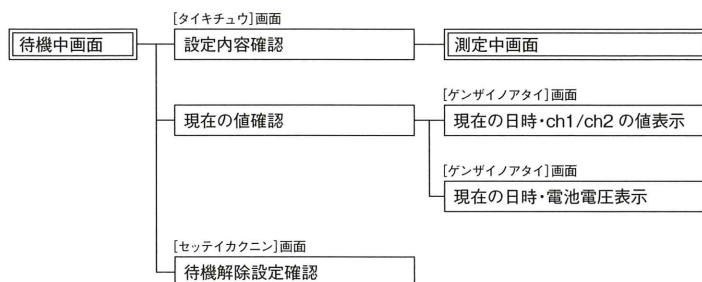 [タイキチュウ]画面
待機中画面
設定内容確認
測定中画面
[ゲンザイノアタイ]画面
現在の値確認
現在の日時・ch1/ch2 の値表示
[ゲンザイノアタイ]画面
現在の日時・電池電圧表示
[セッテイカクニン]画面
待機解除設定確認